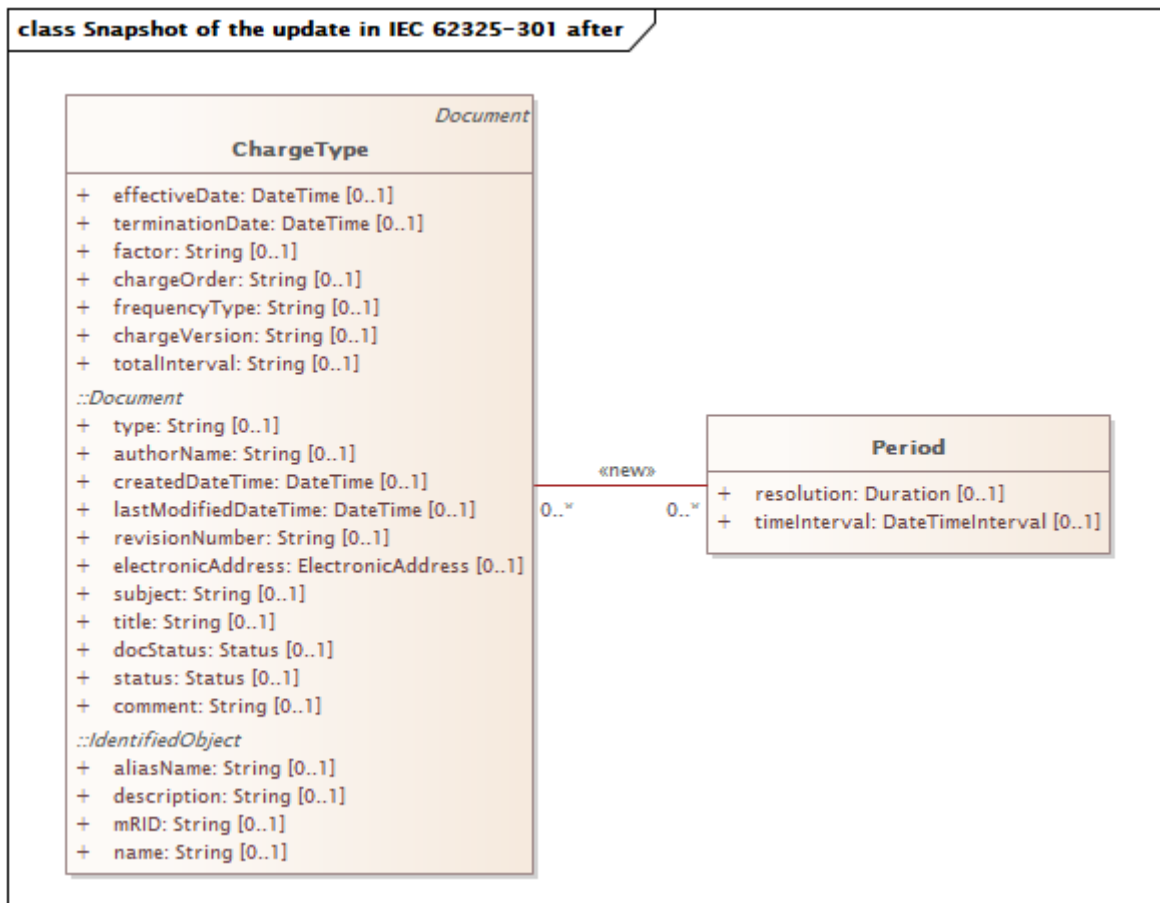 class Snapshot of the update in IEC 62325-301 after
Document
ChargeType
+ effectiveDate: DateTime [0..1]
+ terminationDate: DateTime [0..1]
+ factor: String [0..1]
+ chargeOrder: String [0..1]
+ frequencyType: String [0..1]
+ chargeVersion: String [0..1]
+ totalInterval: String [0..1]
::Document
+ type: String [0..1]
+ authorName: String [0..1]
+ createdDateTime: DateTime [0..1]
+ lastModifiedDateTime: DateTime [0..1]
+ revisionNumber: String [0..1]
+ electronicAddress: ElectronicAddress [0..1]
+ subject: String [0..1]
+ title: String [0..1]
+ docStatus: Status [0..1]
+ status: Status [0..1]
+ comment: String [0..1]
::IdentifiedObject
+ aliasName: String [0..1]
+ description: String [0..1]
+ mRID: String [0..1]
+ name: String [0..1]
«new»
0..* 0..*
Period
+ resolution: Duration [0..1]
+ timeInterval: DateTimeInterval [0..1]